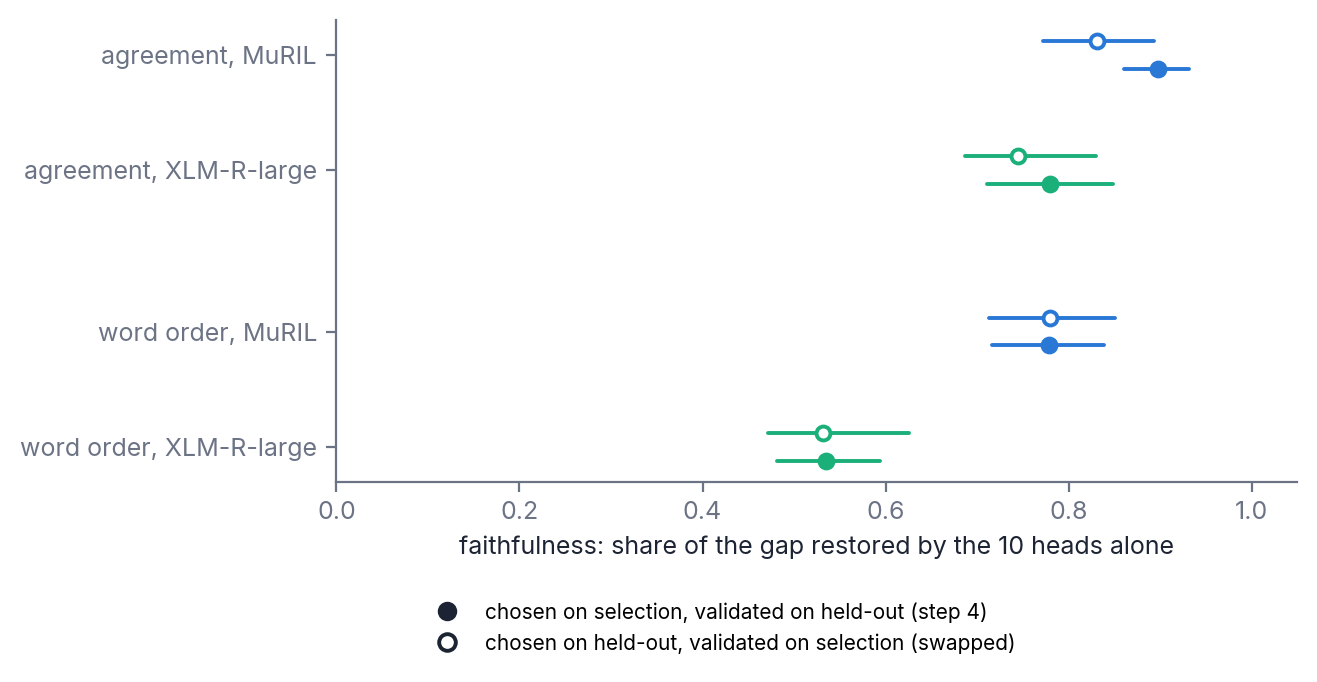 agreement, MuRIL
agreement, XLM-R-large
word order, MuRIL
word order, XLM-R-large
0.0 0.2 0.4 0.6 0.8 1.0
faithfulness: share of the gap restored by the 10 heads alone
chosen on selection, validated on held-out (step 4)
chosen on held-out, validated on selection (swapped)